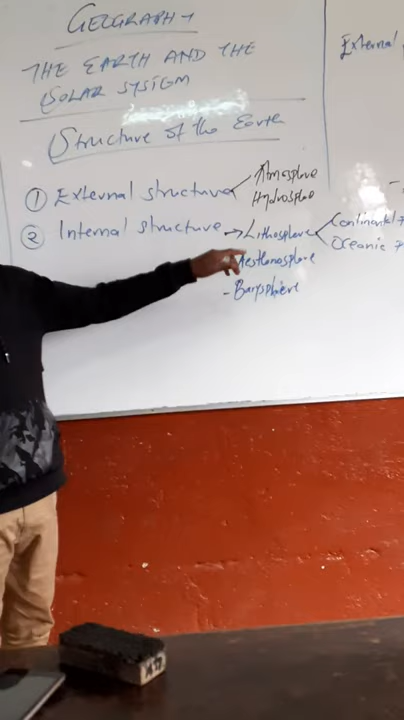 GEOGRAPHY
THE EARTH AND THE
SOLAR SYSTEM
Structure of the Earth
① External structure
Atmosphere
Hydrosphere
② Internal structure → Lithosphere
Continental
Oceanic
Aesthenosphere
- Barysphere
External